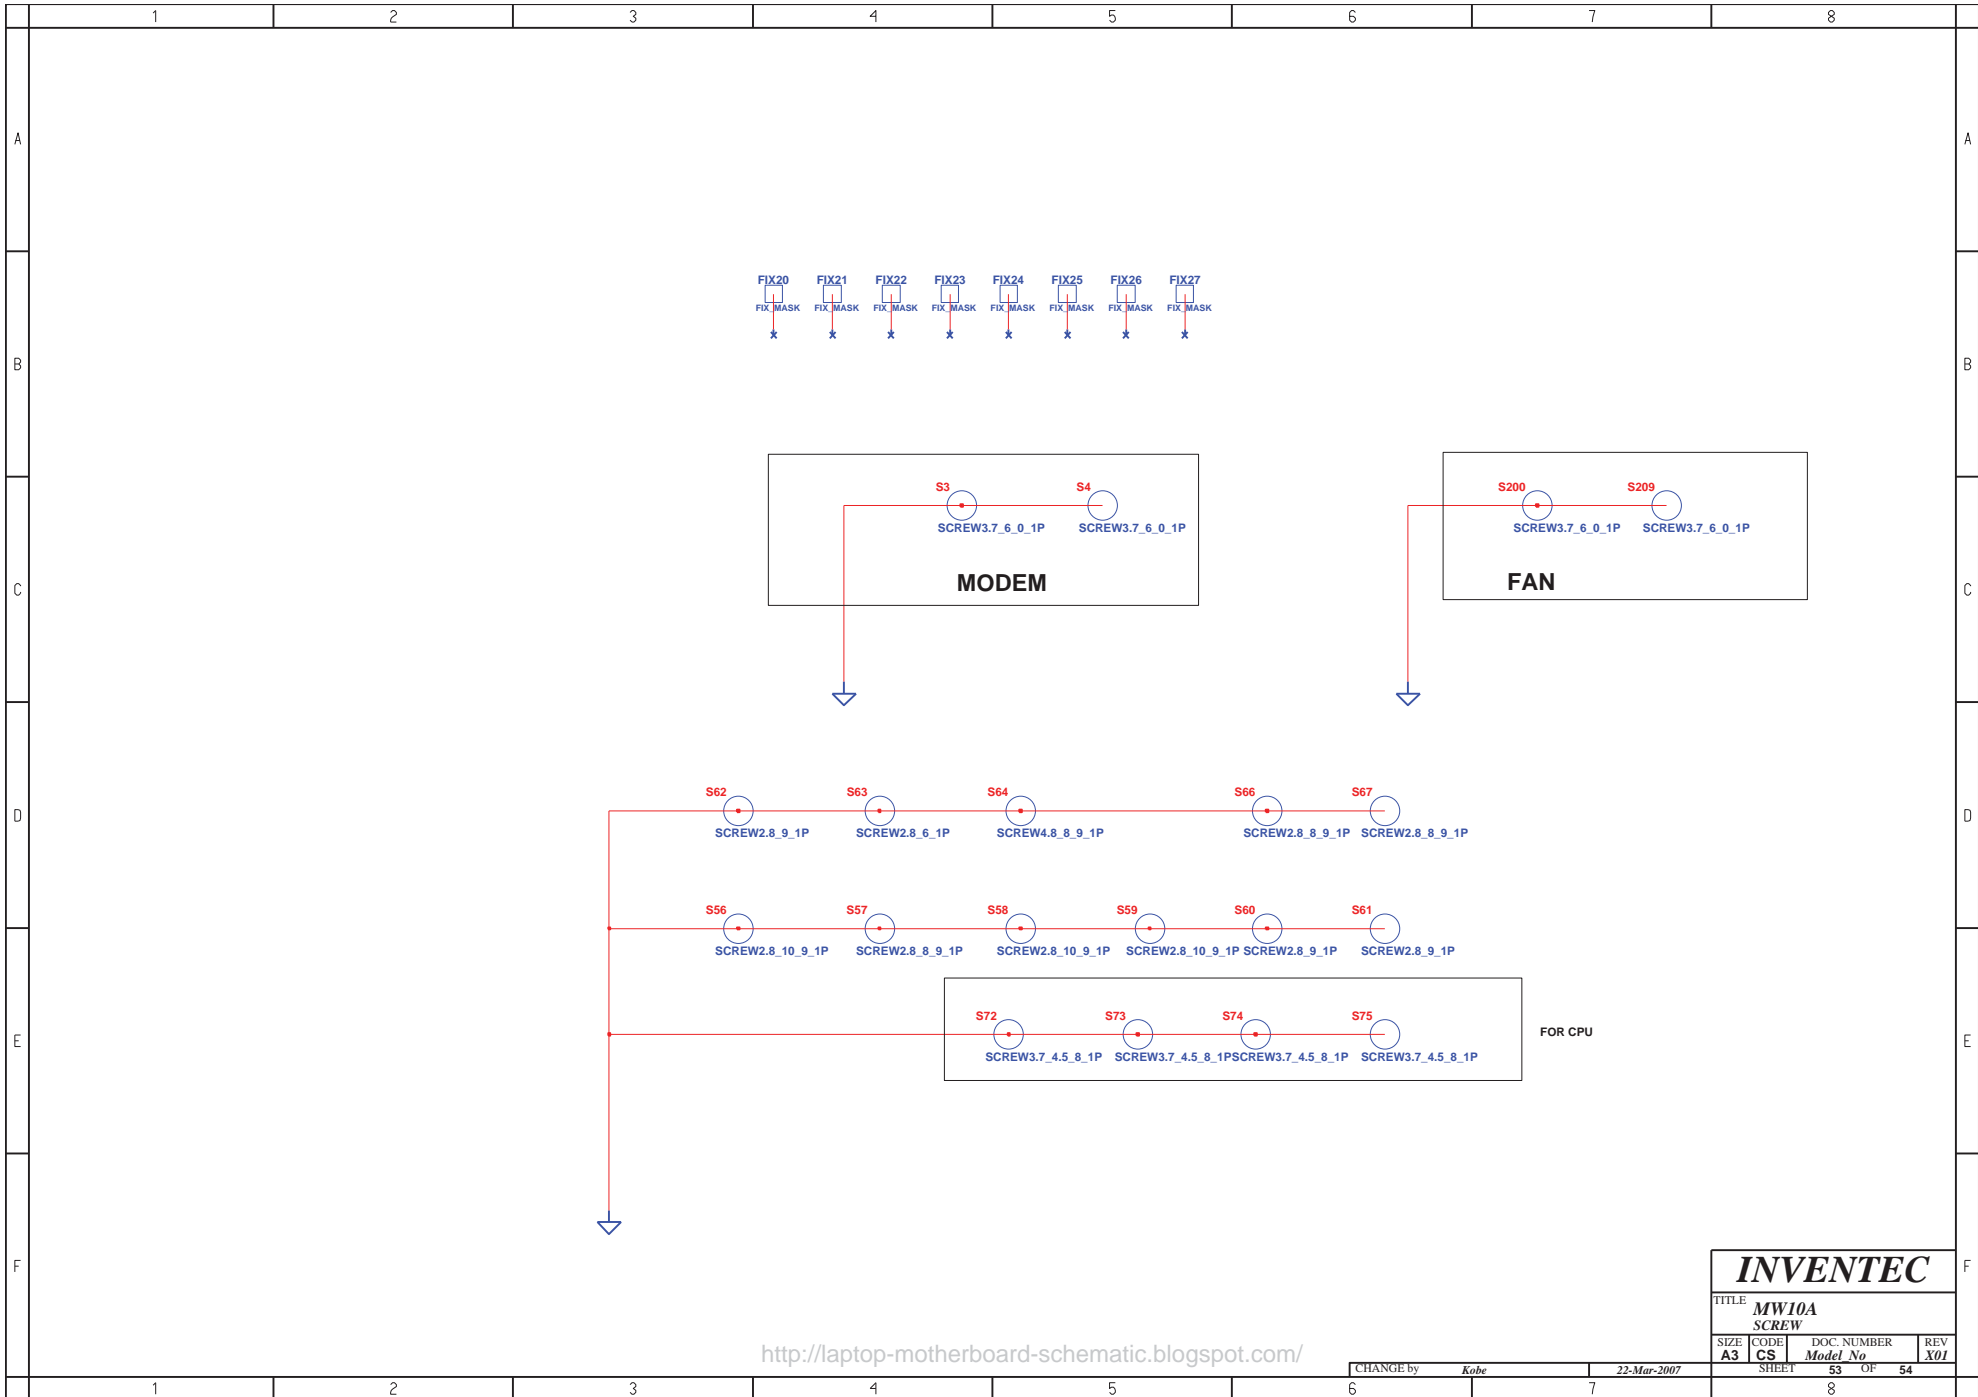 1 2 3 4 5 6 7 8
A A
FIX20 FIX21 FIX22 FIX23 FIX24 FIX25 FIX26 FIX27
FIX_MASK FIX_MASK FIX_MASK FIX_MASK FIX_MASK FIX_MASK FIX_MASK FIX_MASK
B B
S3 S4 S200 S209
SCREW3.7_6_0_1P SCREW3.7_6_0_1P SCREW3.7_6_0_1P SCREW3.7_6_0_1P
MODEM FAN
C C
S62 S63 S64 S66 S67
D D
SCREW2.8_9_1P SCREW2.8_6_1P SCREW4.8_8_9_1P SCREW2.8_8_9_1P SCREW2.8_8_9_1P
S56 S57 S58 S59 S60 S61
SCREW2.8_10_9_1P SCREW2.8_8_9_1P SCREW2.8_10_9_1P SCREW2.8_10_9_1P SCREW2.8_9_1P SCREW2.8_9_1P
S72 S73 S74 S75
FOR CPU
E E
SCREW3.7_4.5_8_1P SCREW3.7_4.5_8_1P SCREW3.7_4.5_8_1P SCREW3.7_4.5_8_1P
F F
INVENTEC
TITLE MW10A
SCREW
SIZE CODE DOC. NUMBER REV
A3 CS Model_No X01
http://laptop-motherboard-schematic.blogspot.com/
CHANGE by Kobe 22-Mar-2007 SHEET 53 OF 54
1 2 3 4 5 6 7 8